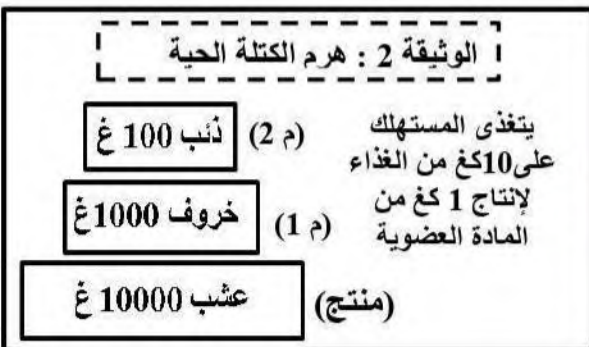 الوثيقة 2 : هرم الكتلة الحية
يتغذى المستهلك
على10كغ من الغذاء
لإنتاج 1 كغ من
المادة العضوية
(م 2) ذئب 100 غ
(م 1) خروف 1000غ
(منتج) عشب 10000 غ